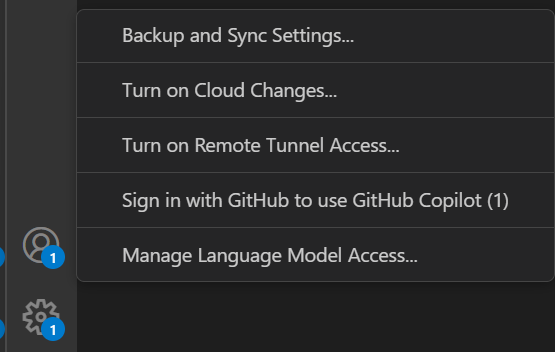 Backup and Sync Settings...
Turn on Cloud Changes...
Turn on Remote Tunnel Access...
Sign in with GitHub to use GitHub Copilot (1)
Manage Language Model Access...
1
1